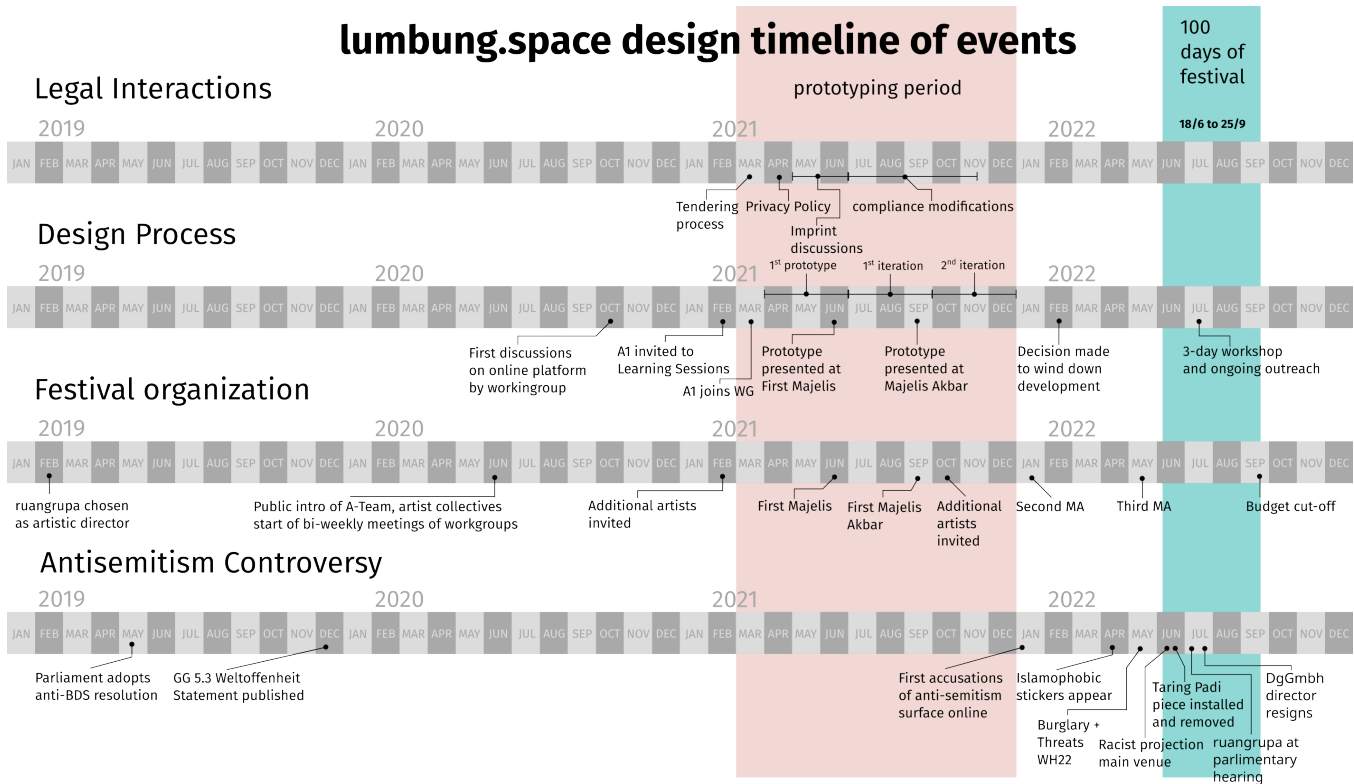 lumbung.space design timeline of events
100
days of
festival
18/6 to 25/9
prototyping period
Legal Interactions
2019 2020 2021 2022
JAN FEB MAR APR MAY JUN JUL AUG SEP OCT NOV DEC JAN FEB MAR APR MAY JUN JUL AUG SEP OCT NOV DEC JAN FEB MAR APR MAY JUN JUL AUG SEP OCT NOV DEC JAN FEB MAR APR MAY JUN JUL AUG SEP OCT NOV DEC
Tendering
process
Privacy Policy
Imprint
discussions
compliance modifications
Design Process
2019 2020 2021 2022
1st prototype
1st iteration
2nd iteration
JAN FEB MAR APR MAY JUN JUL AUG SEP OCT NOV DEC JAN FEB MAR APR MAY JUN JUL AUG SEP OCT NOV DEC JAN FEB MAR APR MAY JUN JUL AUG SEP OCT NOV DEC JAN FEB MAR APR MAY JUN JUL AUG SEP OCT NOV DEC
First discussions
on online platform
by workingroup
A1 invited to
Learning Sessions
A1 joins WG
Prototype
presented at
First Majelis
Prototype
presented at
Majelis Akbar
Decision made
to wind down
development
3-day workshop
and ongoing outreach
Festival organization
2019 2020 2021 2022
JAN FEB MAR APR MAY JUN JUL AUG SEP OCT NOV DEC JAN FEB MAR APR MAY JUN JUL AUG SEP OCT NOV DEC JAN FEB MAR APR MAY JUN JUL AUG SEP OCT NOV DEC JAN FEB MAR APR MAY JUN JUL AUG SEP OCT NOV DEC
ruangrupa chosen
as artistic director
Public intro of A-Team, artist collectives
start of bi-weekly meetings of workgroups
Additional artists
invited
First Majelis
First Majelis
Akbar
Additional
artists
invited
Second MA
Third MA
Budget cut-off
Antisemitism Controversy
2019 2020 2021 2022
JAN FEB MAR APR MAY JUN JUL AUG SEP OCT NOV DEC JAN FEB MAR APR MAY JUN JUL AUG SEP OCT NOV DEC JAN FEB MAR APR MAY JUN JUL AUG SEP OCT NOV DEC JAN FEB MAR APR MAY JUN JUL AUG SEP OCT NOV DEC
Parliament adopts
anti-BDS resolution
GG 5.3 Weltoffenheit
Statement published
First accusations
of anti-semitism
surface online
Islamophobic
stickers appear
Burglary +
Threats
WH22
Racist projection
main venue
Taring Padi
piece installed
and removed
ruangrupa at
parlimentary
hearing
DgGmbh
director
resigns